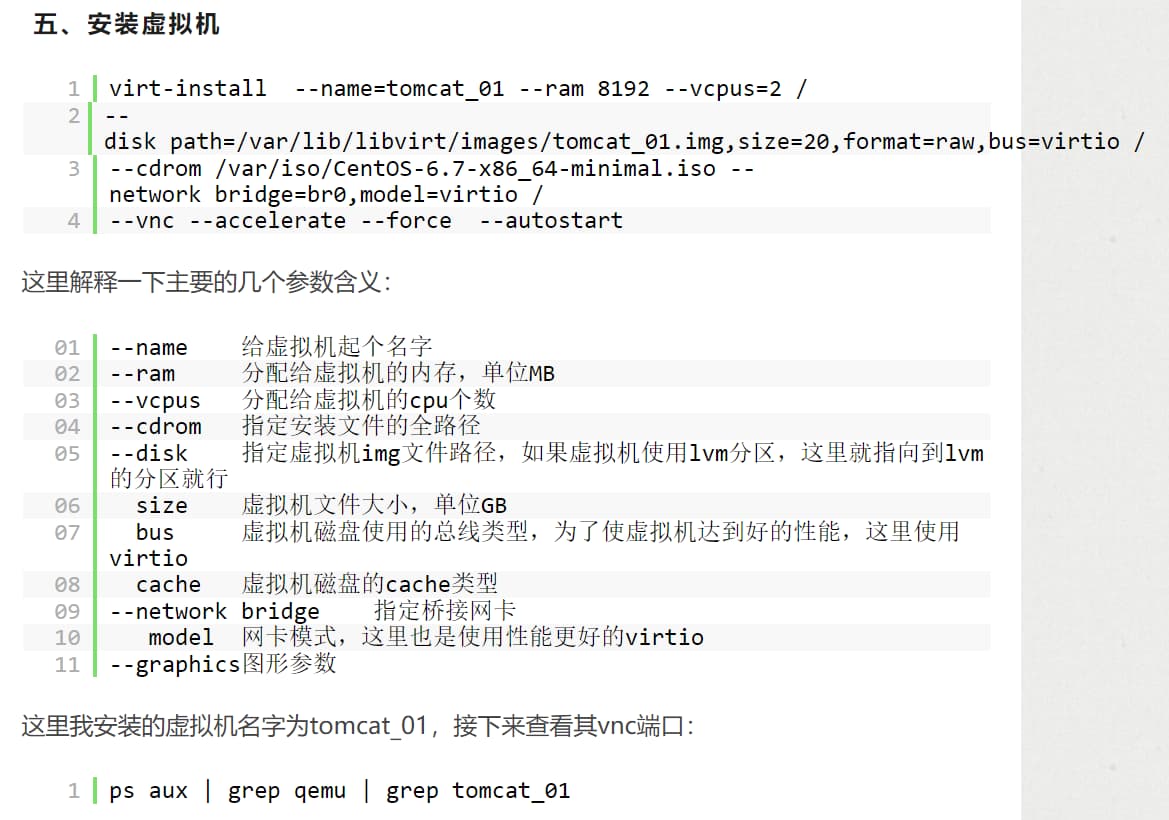 五、安装虚拟机
1 virt-install  --name=tomcat_01 --ram 8192 --vcpus=2 /
2 --
disk path=/var/lib/libvirt/images/tomcat_01.img,size=20,format=raw,bus=virtio /
3 --cdrom /var/iso/CentOS-6.7-x86_64-minimal.iso --
network bridge=br0,model=virtio /
4 --vnc --accelerate --force  --autostart
这里解释一下主要的几个参数含义：
01 --name    给虚拟机起个名字
02 --ram     分配给虚拟机的内存，单位MB
03 --vcpus   分配给虚拟机的cpu个数
04 --cdrom   指定安装文件的全路径
05 --disk    指定虚拟机img文件路径，如果虚拟机使用lvm分区，这里就指向到lvm
的分区就行
06   size    虚拟机文件大小，单位GB
07   bus     虚拟机磁盘使用的总线类型，为了使虚拟机达到好的性能，这里使用
virtio
08   cache   虚拟机磁盘的cache类型
09 --network bridge    指定桥接网卡
10    model  网卡模式，这里也是使用性能更好的virtio
11 --graphics图形参数
这里我安装的虚拟机名字为tomcat_01，接下来查看其vnc端口：
1 ps aux | grep qemu | grep tomcat_01